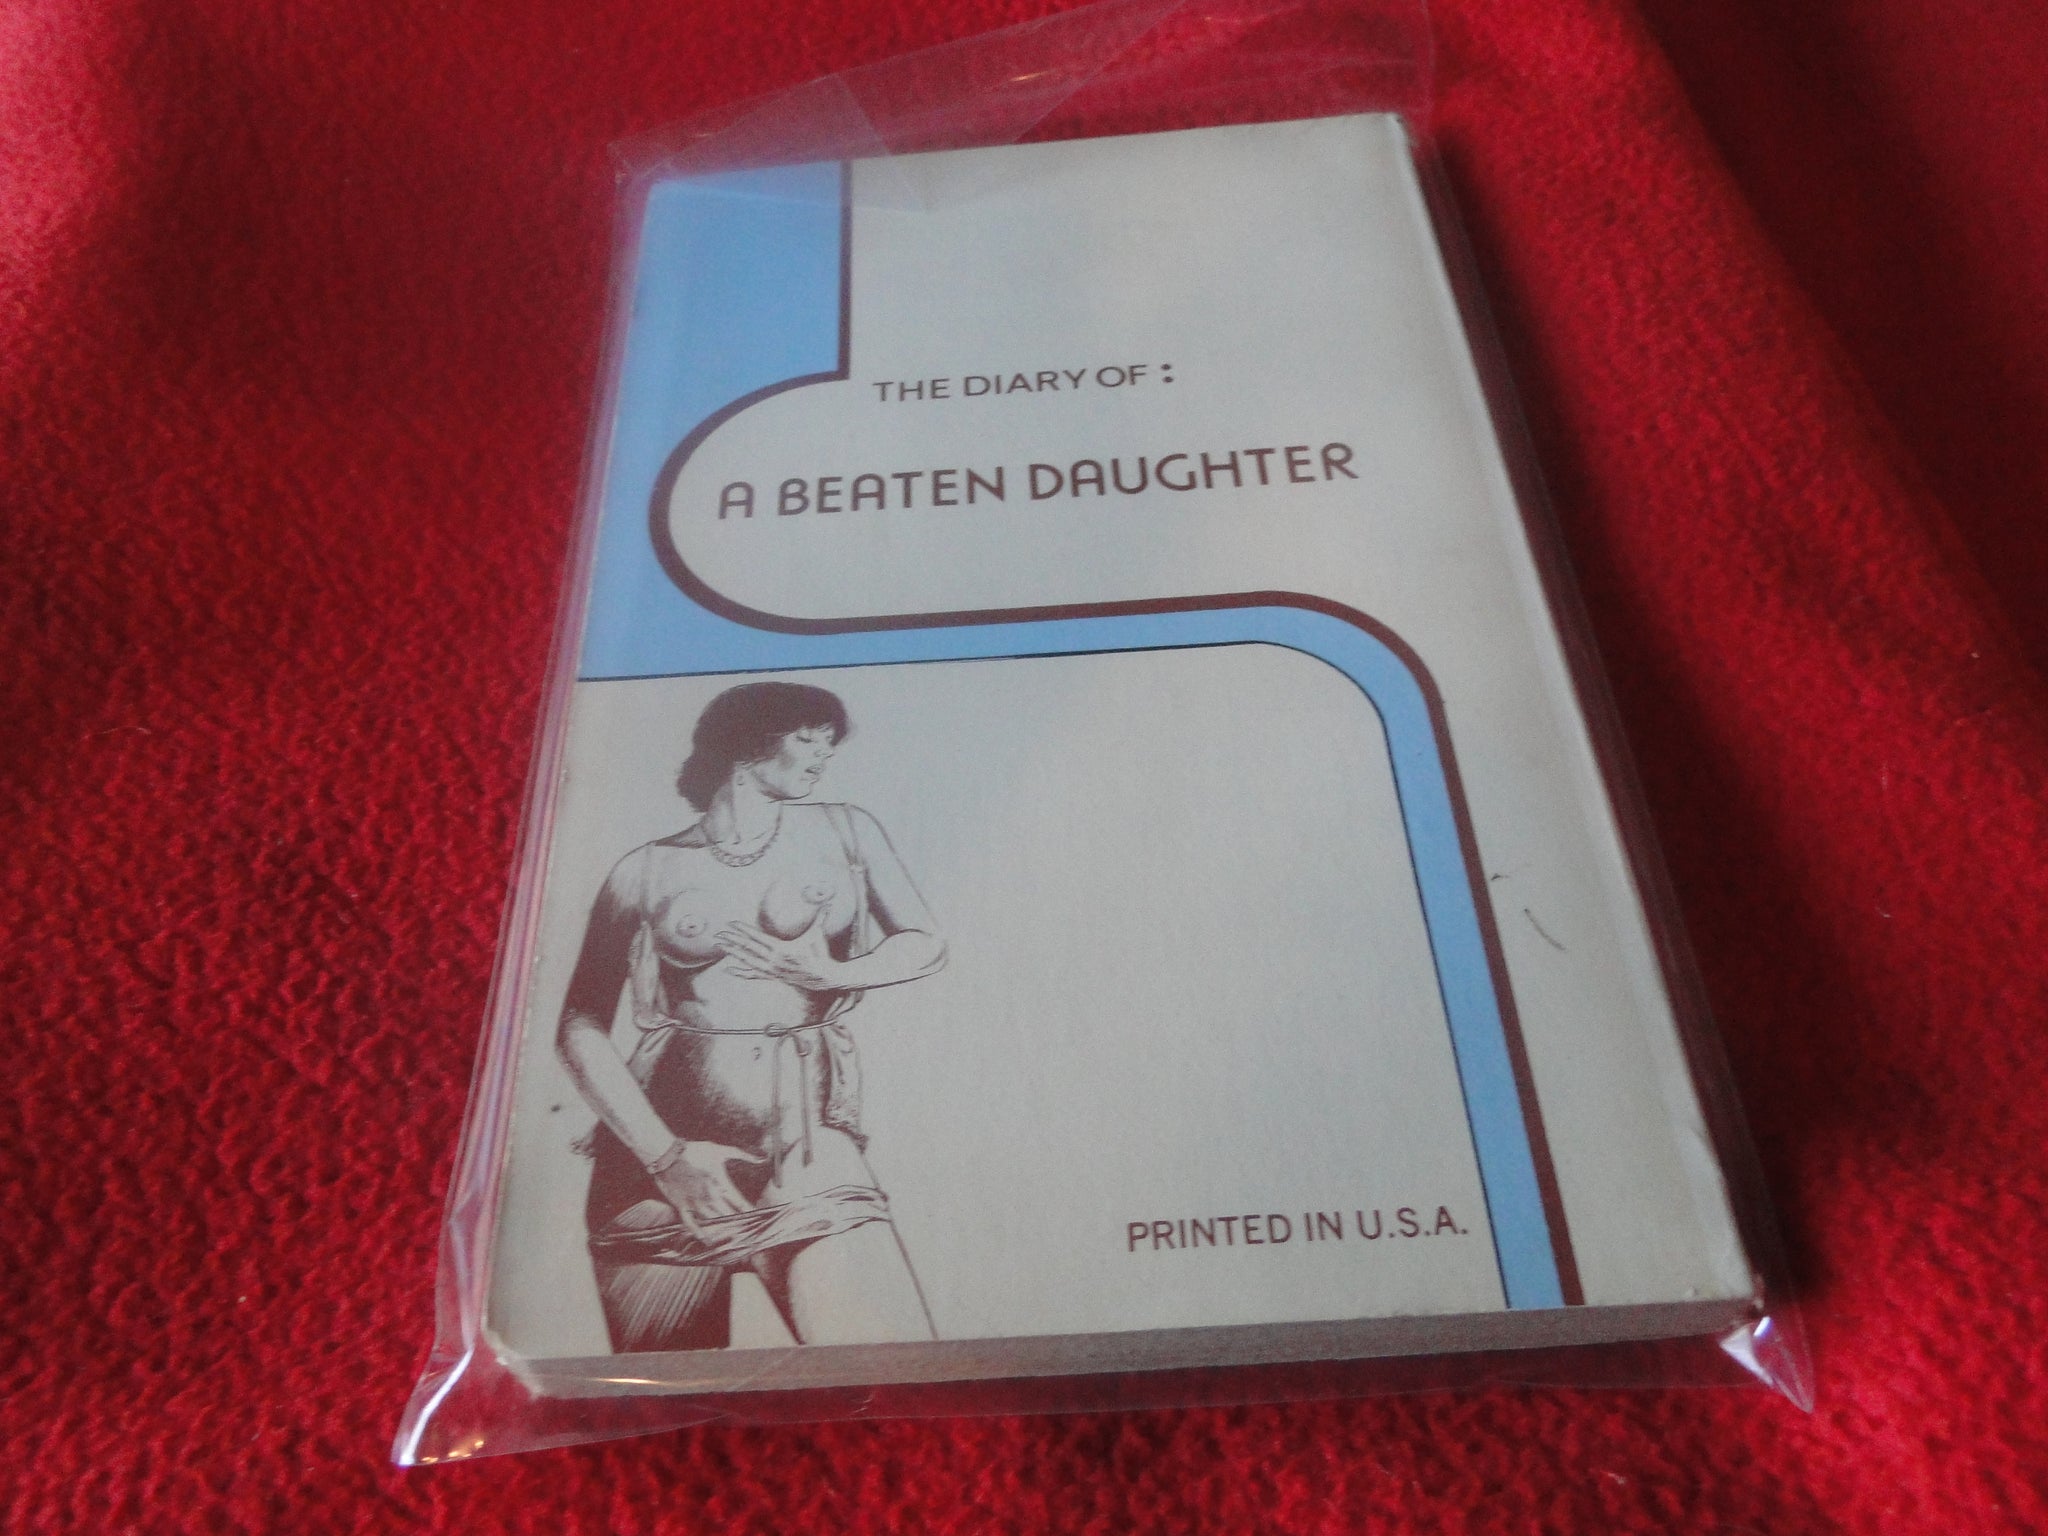 THE DIARY OF:
A BEATEN DAUGHTER
PRINTED IN U.S.A.